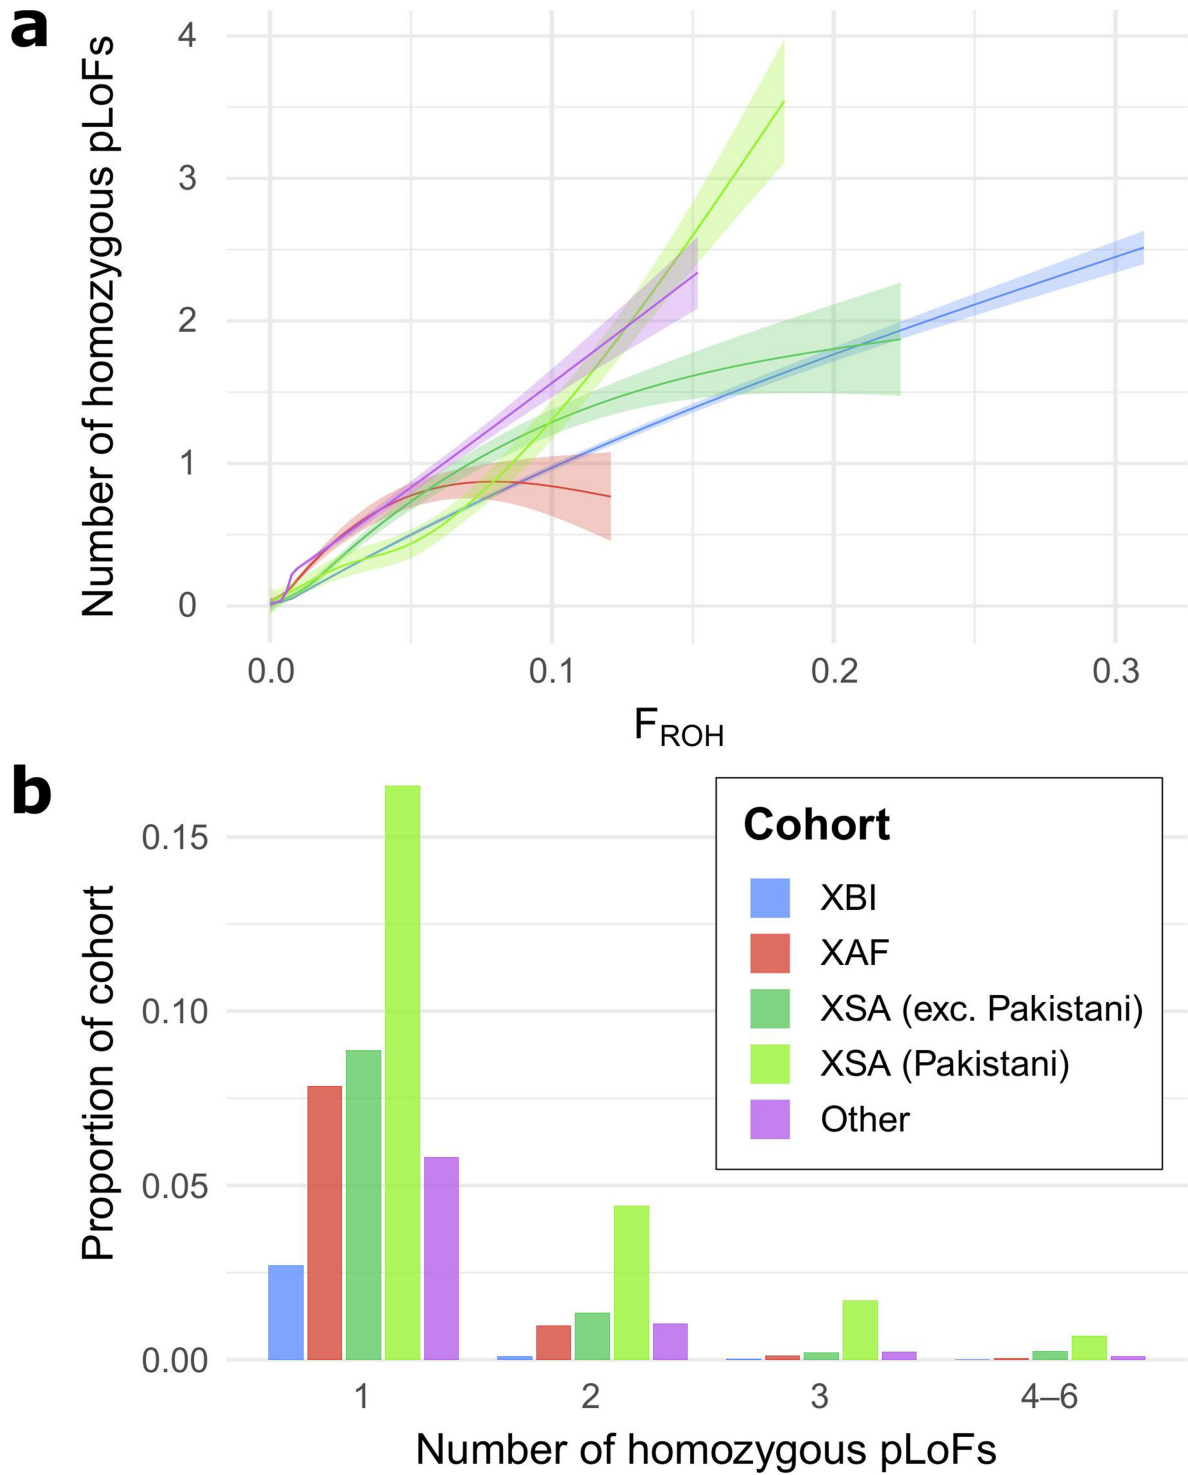 a
Number of homozygous pLoFs
4
3
2
1
0
0.0 0.1 0.2 0.3
FROH
b
Proportion of cohort
0.15
0.10
0.05
0.00
Cohort
XBI
XAF
XSA (exc. Pakistani)
XSA (Pakistani)
Other
1 2 3 4–6
Number of homozygous pLoFs